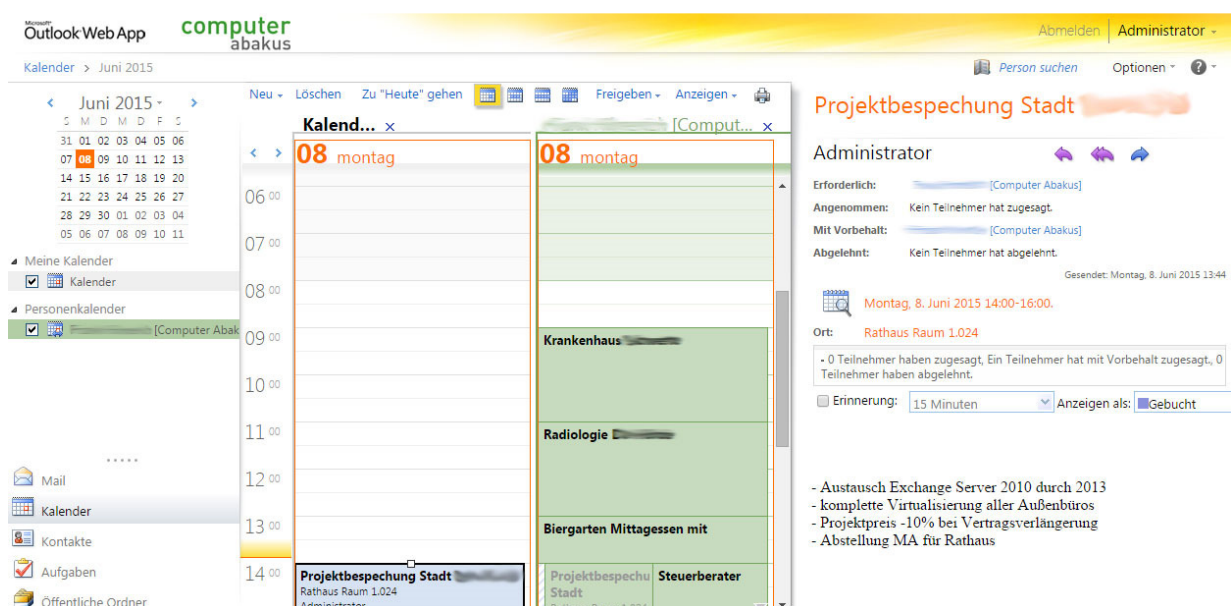 Microsoft®
Outlook Web App
computer
abakus
Abmelden
Administrator
Kalender > Juni 2015
Person suchen
Optionen
Juni 2015
S M D M D F S
31 01 02 03 04 05 06
07 08 09 10 11 12 13
14 15 16 17 18 19 20
21 22 23 24 25 26 27
28 29 30 01 02 03 04
05 06 07 08 09 10 11
Meine Kalender
Kalender
Personenkalender
[Computer Abak
Mail
Kalender
Kontakte
Aufgaben
Öffentliche Ordner
Neu Löschen Zu "Heute" gehen Freigeben Anzeigen
Kalend... x
[Comput... x
08 montag
08 montag
06 00
07 00
08 00
09 00
10 00
11 00
12 00
13 00
14 00
Projektbespechung Stadt
Rathaus Raum 1.024
Administrator
Krankenhaus
Radiologie
Biergarten Mittagessen mit
Projektbespechu
Stadt
Rathaus Raum 1.024
Steuerberater
Projektbespechung Stadt
Administrator
Erforderlich: [Computer Abakus]
Angenommen: Kein Teilnehmer hat zugesagt.
Mit Vorbehalt: [Computer Abakus]
Abgelehnt: Kein Teilnehmer hat abgelehnt.
Gesendet: Montag, 8. Juni 2015 13:44
Montag, 8. Juni 2015 14:00-16:00.
Ort: Rathaus Raum 1.024
- 0 Teilnehmer haben zugesagt, Ein Teilnehmer hat mit Vorbehalt zugesagt., 0
Teilnehmer haben abgelehnt.
Erinnerung: 15 Minuten Anzeigen als: Gebucht
- Austausch Exchange Server 2010 durch 2013
- komplette Virtualisierung aller Außenbüros
- Projektpreis -10% bei Vertragsverlängerung
- Abstellung MA für Rathaus